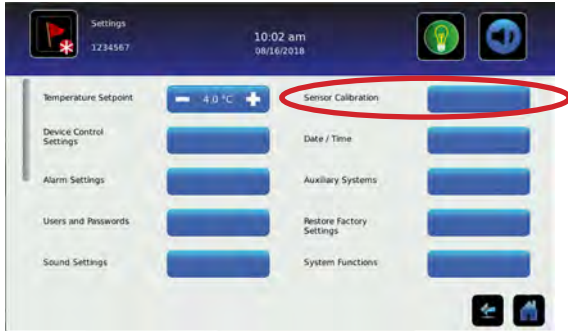 Settings
1234567
10:02 am
08/16/2018
Temperature Setpoint
4.0 °C
Sensor Calibration
Device Control
Settings
Date / Time
Alarm Settings
Auxiliary Systems
Users and Passwords
Restore Factory
Settings
Sound Settings
System Functions